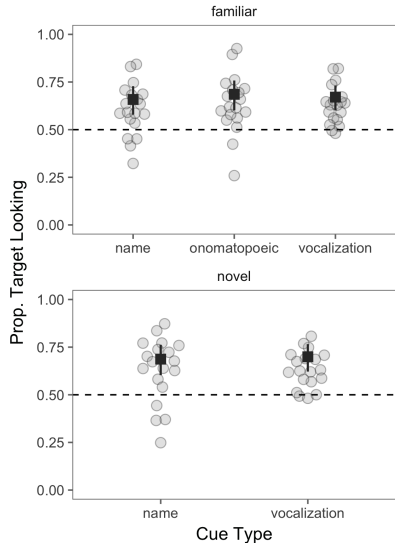 familiar
1.00
0.75
0.50
0.25
0.00
name onomatopoeic vocalization
Prop. Target Looking
novel
1.00
0.75
0.50
0.25
0.00
name vocalization
Cue Type